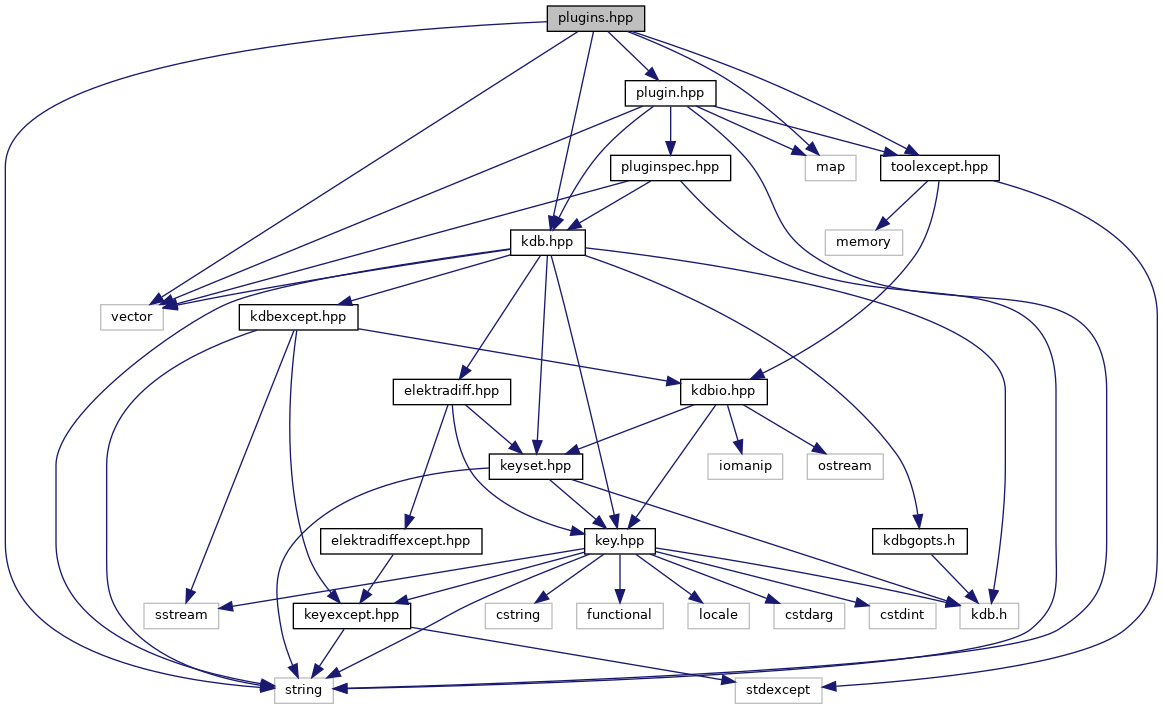 plugins.hpp
plugin.hpp
pluginspec.hpp
map
toolexcept.hpp
kdb.hpp
memory
vector
kdbexcept.hpp
elektradiff.hpp
kdbio.hpp
keyset.hpp
iomanip
ostream
elektradiffexcept.hpp
key.hpp
kdbgopts.h
sstream
keyexcept.hpp
cstring
functional
locale
cstdarg
cstdint
kdb.h
string
stdexcept